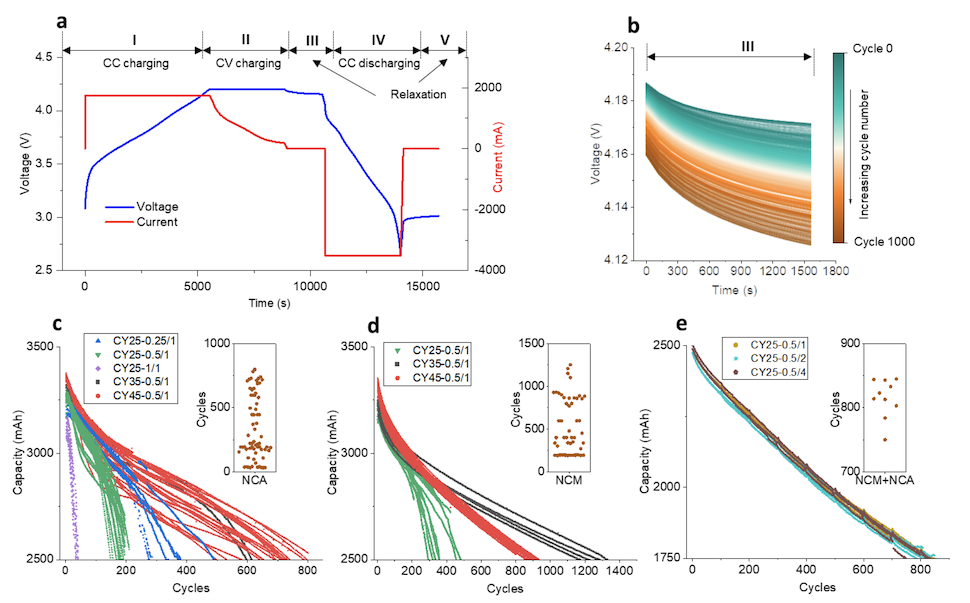 a
I II III IV V
CC charging CV charging CC discharging
Relaxation
4.5
4.0
3.5
3.0
2.5
Voltage (V)
2000
0
-2000
-4000
Current (mA)
Voltage
Current
0 5000 10000 15000
Time (s)
b
III
4.20
4.18
4.16
4.14
4.12
Voltage (V)
0 300 600 900 1200 1500 1800
Time (s)
Cycle 0
Increasing cycle number
Cycle 1000
c
CY25-0.25/1
CY25-0.5/1
CY25-1/1
CY35-0.5/1
CY45-0.5/1
3500
3000
2500
Capacity (mAh)
0 200 400 600 800
Cycles
1000
500
0
Cycles
NCA
d
CY25-0.5/1
CY35-0.5/1
CY45-0.5/1
3500
3000
2500
Capacity (mAh)
0 200 400 600 800 1000 1200 1400
Cycles
1500
1000
500
0
Cycles
NCM
e
CY25-0.5/1
CY25-0.5/2
CY25-0.5/4
2500
2000
1750
Capacity (mAh)
0 200 400 600 800
Cycles
900
800
700
Cycles
NCM+NCA